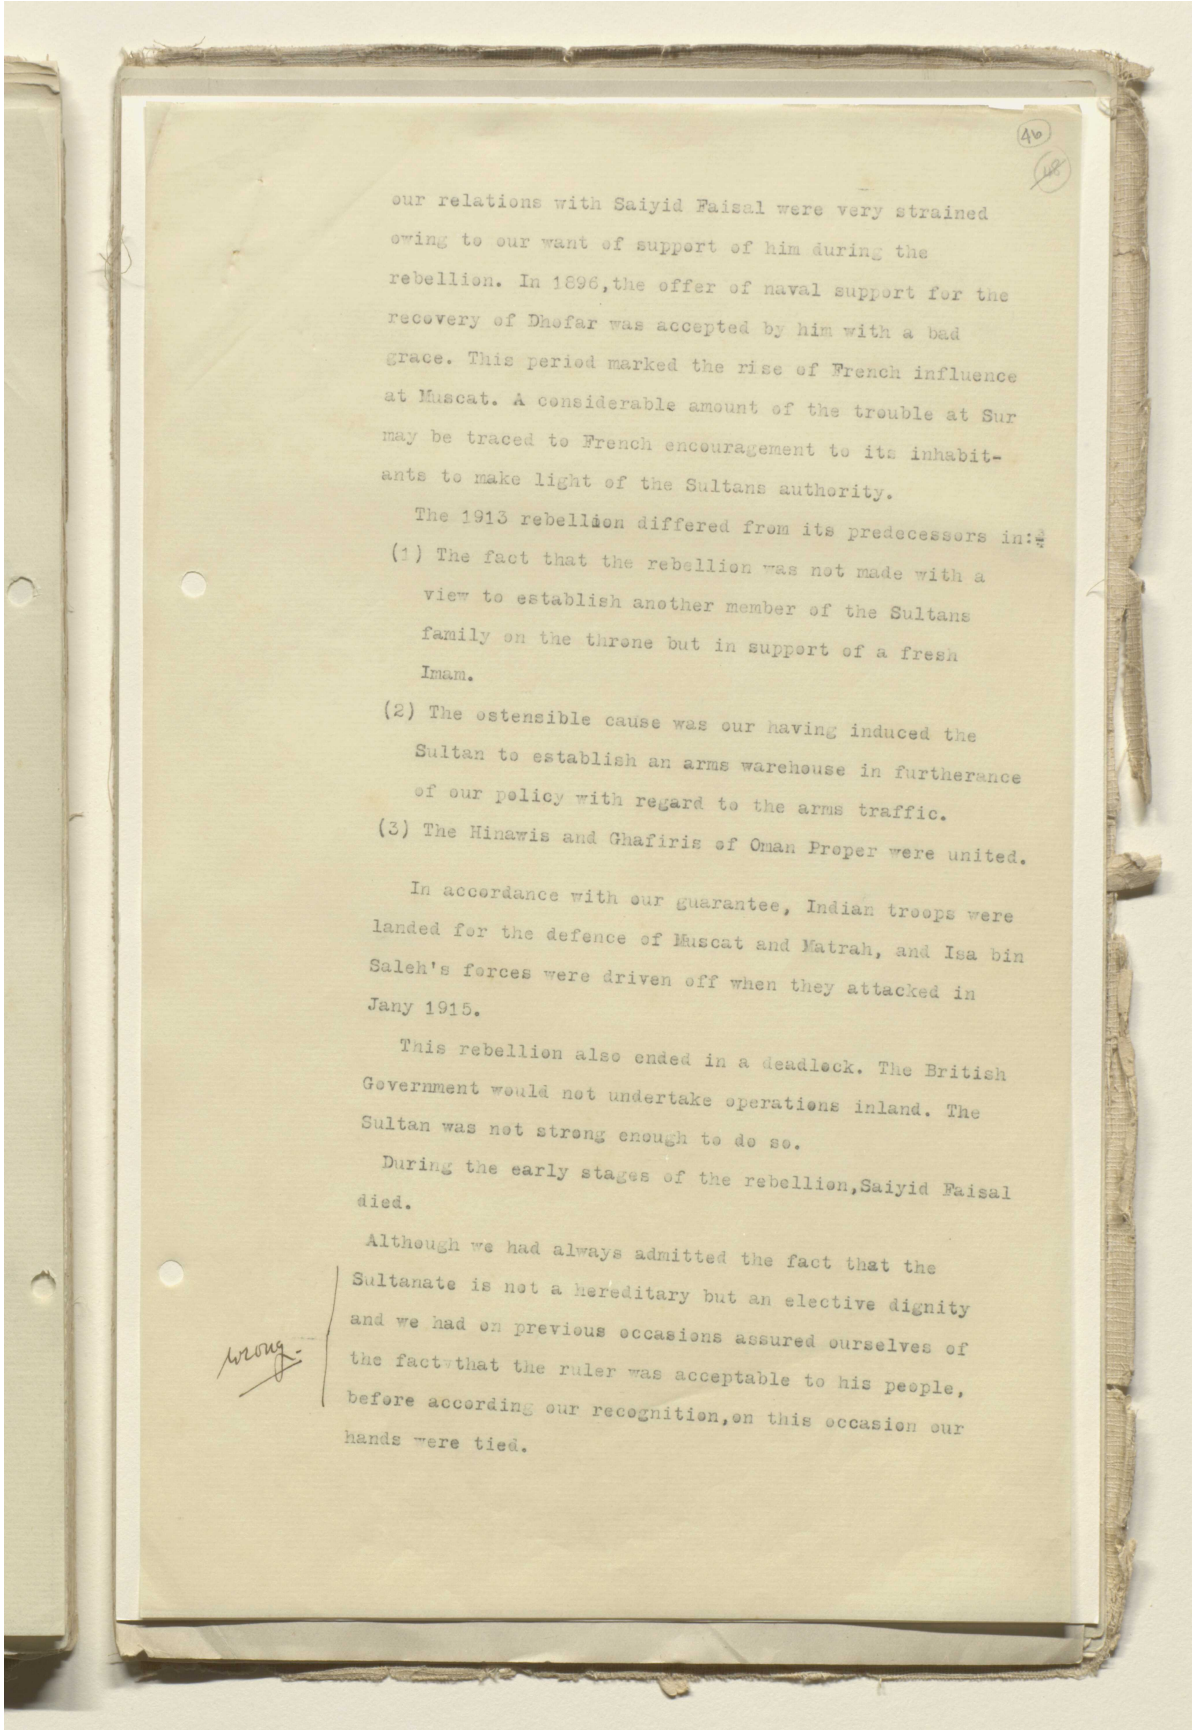 46
our relations with Saiyid Faisal were very strained
owing to our want of support of him during the
rebellion. In 1896,the offer of naval support for the
recovery of Dhofar was accepted by him with a bad
grace. This period marked the rise of French influence
at Muscat. A considerable amount of the trouble at Sur
may be traced to French encouragement to its inhabit-
ants to make light of the Sultans authority.
The 1913 rebellion differed from its predecessors in:-
(1) The fact that the rebellion was not made with a
view to establish another member of the Sultans
family on the throne but in support of a fresh
Imam.
(2) The ostensible cause was our having induced the
Sultan to establish an arms warehouse in furtherance
of our policy with regard to the arms traffic.
(3) The Hinawis and Ghafiris of Oman Proper were united.
In accordance with our guarantee, Indian troops were
landed for the defence of Muscat and Matrah, and Isa bin
Saleh's forces were driven off when they attacked in
Jany 1915.
This rebellion also ended in a deadlock. The British
Government would not undertake operations inland. The
Sultan was not strong enough to do so.
During the early stages of the rebellion,Saiyid Faisal
died.
Although we had always admitted the fact that the
Sultanate is not a hereditary but an elective dignity
and we had on previous occasions assured ourselves of
the fact that the ruler was acceptable to his people,
before according our recognition,on this occasion our
hands were tied.
wrong-